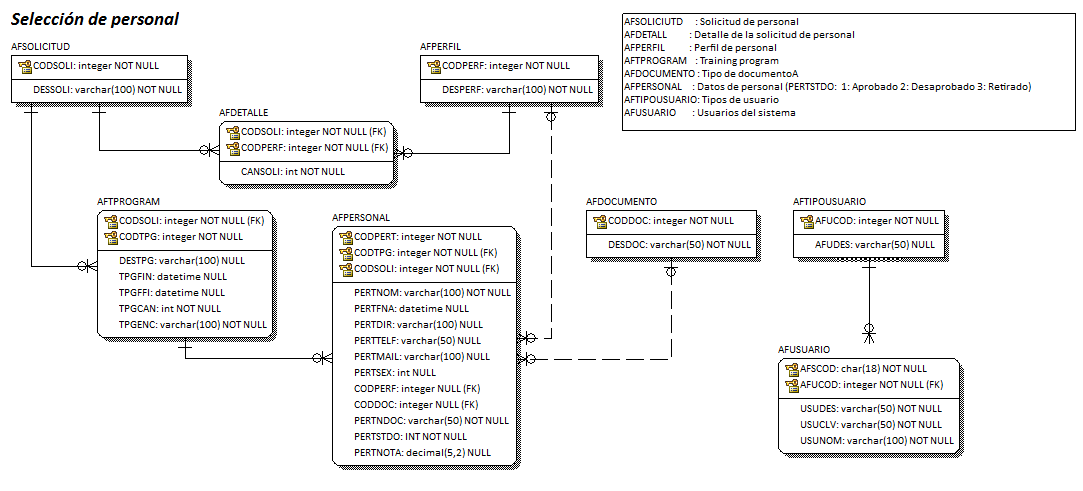 Selección de personal
AFSOLICIUTD : Solicitud de personal
AFDETALL : Detalle de la solicitud de personal
AFPERFIL : Perfil de personal
AFTPROGRAM : Training program
AFDOCUMENTO : Tipo de documentoA
AFPERSONAL : Datos de personal (PERTSTDO: 1: Aprobado 2: Desaprobado 3: Retirado)
AFTIPOUSUARIO: Tipos de usuario
AFUSUARIO : Usuarios del sistema
AFSOLICITUD
CODSOLI: integer NOT NULL
DESSOLI: varchar(100) NOT NULL
AFPERFIL
CODPERF: integer NOT NULL
DESPERF: varchar(100) NOT NULL
AFDETALLE
CODSOLI: integer NOT NULL (FK)
CODPERF: integer NOT NULL (FK)
CANSOLI: int NOT NULL
AFTPROGRAM
CODSOLI: integer NOT NULL (FK)
CODTPG: integer NOT NULL
DESTPG: varchar(100) NULL
TPGFIN: datetime NULL
TPGFFI: datetime NULL
TPGCAN: int NOT NULL
TPGENC: varchar(100) NOT NULL
AFPERSONAL
CODPERT: integer NOT NULL
CODTPG: integer NOT NULL (FK)
CODSOLI: integer NOT NULL (FK)
PERTNOM: varchar(100) NOT NULL
PERTFNA: datetime NULL
PERTDIR: varchar(100) NULL
PERTTELF: varchar(50) NULL
PERTMAIL: varchar(100) NULL
PERTSEX: int NULL
CODPERF: integer NULL (FK)
CODDOC: integer NULL (FK)
PERTNDOC: varchar(50) NOT NULL
PERTSTDO: INT NOT NULL
PERTNOTA: decimal(5,2) NULL
AFDOCUMENTO
CODDOC: integer NOT NULL
DESDOC: varchar(50) NOT NULL
AFTIPOUSUARIO
AFUCOD: integer NOT NULL
AFUDES: varchar(50) NULL
AFUSUARIO
AFSCOD: char(18) NOT NULL
AFUCOD: integer NOT NULL (FK)
USUDES: varchar(50) NOT NULL
USUCLV: varchar(50) NOT NULL
USUNOM: varchar(100) NOT NULL